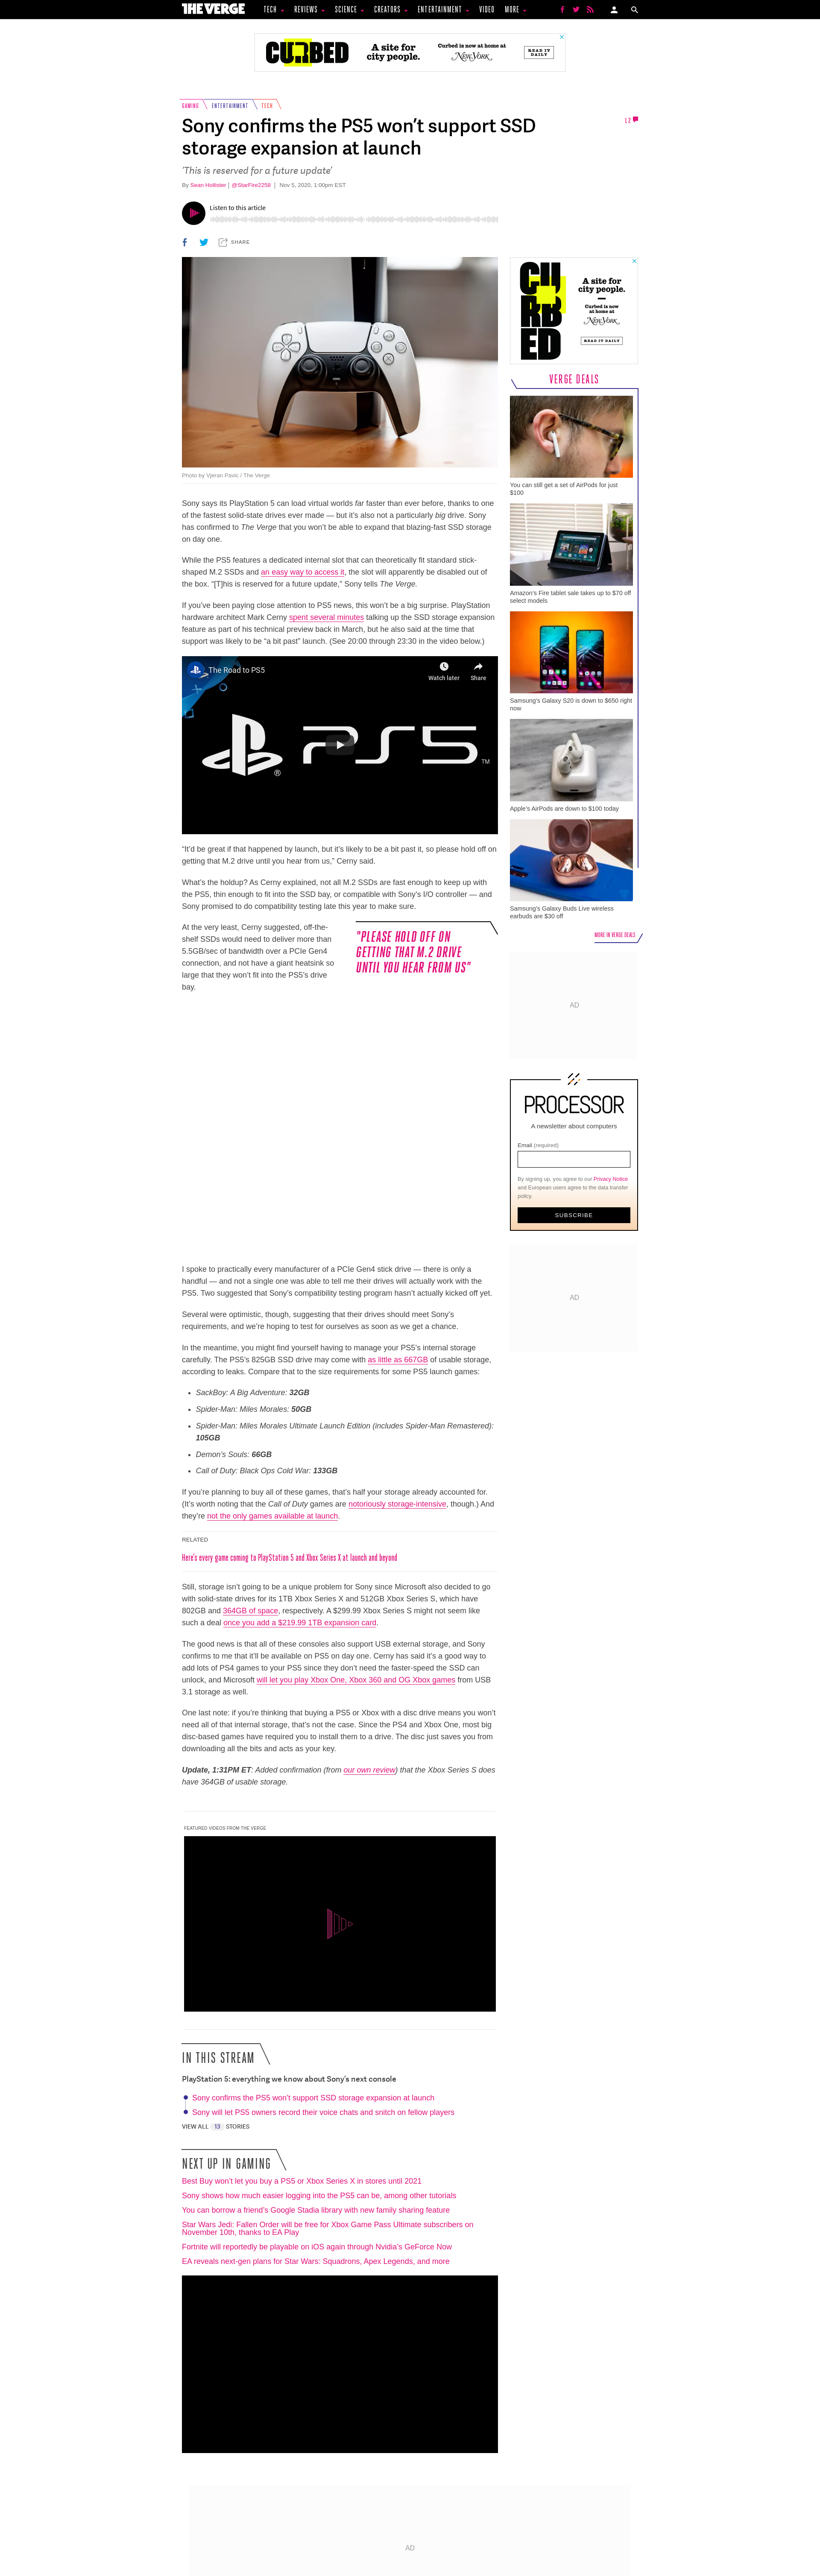 THE VERGE
TECH
REVIEWS
SCIENCE
CREATORS
ENTERTAINMENT
VIDEO
MORE
CURBED
A site for
city people.
Curbed is now at home at
NEW YORK
READ IT
DAILY
GAMING
ENTERTAINMENT
TECH
Sony confirms the PS5 won’t support SSD
storage expansion at launch
12
‘This is reserved for a future update’
By Sean Hollister | @StarFire2258 | Nov 5, 2020, 1:00pm EST
Listen to this article
SHARE
Photo by Vjeran Pavic / The Verge
Sony says its PlayStation 5 can load virtual worlds far faster than ever before, thanks to one
of the fastest solid-state drives ever made — but it’s also not a particularly big drive. Sony
has confirmed to The Verge that you won’t be able to expand that blazing-fast SSD storage
on day one.
While the PS5 features a dedicated internal slot that can theoretically fit standard stick-
shaped M.2 SSDs and an easy way to access it, the slot will apparently be disabled out of
the box. “[T]his is reserved for a future update,” Sony tells The Verge.
If you’ve been paying close attention to PS5 news, this won’t be a big surprise. PlayStation
hardware architect Mark Cerny spent several minutes talking up the SSD storage expansion
feature as part of his technical preview back in March, but he also said at the time that
support was likely to be “a bit past” launch. (See 20:00 through 23:30 in the video below.)
The Road to PS5
Watch later
Share
PS5
®
TM
“It’d be great if that happened by launch, but it’s likely to be a bit past it, so please hold off on
getting that M.2 drive until you hear from us,” Cerny said.
What’s the holdup? As Cerny explained, not all M.2 SSDs are fast enough to keep up with
the PS5, thin enough to fit into the SSD bay, or compatible with Sony’s I/O controller — and
Sony promised to do compatibility testing late this year to make sure.
At the very least, Cerny suggested, off-the-
shelf SSDs would need to deliver more than
5.5GB/sec of bandwidth over a PCIe Gen4
connection, and not have a giant heatsink so
large that they won’t fit into the PS5’s drive
bay.
"PLEASE HOLD OFF ON
GETTING THAT M.2 DRIVE
UNTIL YOU HEAR FROM US"
I spoke to practically every manufacturer of a PCIe Gen4 stick drive — there is only a
handful — and not a single one was able to tell me their drives will actually work with the
PS5. Two suggested that Sony’s compatibility testing program hasn’t actually kicked off yet.
Several were optimistic, though, suggesting that their drives should meet Sony’s
requirements, and we’re hoping to test for ourselves as soon as we get a chance.
In the meantime, you might find yourself having to manage your PS5’s internal storage
carefully. The PS5’s 825GB SSD drive may come with as little as 667GB of usable storage,
according to leaks. Compare that to the size requirements for some PS5 launch games:
• SackBoy: A Big Adventure: 32GB
• Spider-Man: Miles Morales: 50GB
• Spider-Man: Miles Morales Ultimate Launch Edition (includes Spider-Man Remastered):
105GB
• Demon’s Souls: 66GB
• Call of Duty: Black Ops Cold War: 133GB
If you’re planning to buy all of these games, that’s half your storage already accounted for.
(It’s worth noting that the Call of Duty games are notoriously storage-intensive, though.) And
they’re not the only games available at launch.
RELATED
Here’s every game coming to PlayStation 5 and Xbox Series X at launch and beyond
Still, storage isn’t going to be a unique problem for Sony since Microsoft also decided to go
with solid-state drives for its 1TB Xbox Series X and 512GB Xbox Series S, which have
802GB and 364GB of space, respectively. A $299.99 Xbox Series S might not seem like
such a deal once you add a $219.99 1TB expansion card.
The good news is that all of these consoles also support USB external storage, and Sony
confirms to me that it’ll be available on PS5 on day one. Cerny has said it’s a good way to
add lots of PS4 games to your PS5 since they don’t need the faster-speed the SSD can
unlock, and Microsoft will let you play Xbox One, Xbox 360 and OG Xbox games from USB
3.1 storage as well.
One last note: if you’re thinking that buying a PS5 or Xbox with a disc drive means you won’t
need all of that internal storage, that’s not the case. Since the PS4 and Xbox One, most big
disc-based games have required you to install them to a drive. The disc just saves you from
downloading all the bits and acts as your key.
Update, 1:31PM ET: Added confirmation (from our own review) that the Xbox Series S does
have 364GB of usable storage.
FEATURED VIDEOS FROM THE VERGE
IN THIS STREAM
PlayStation 5: everything we know about Sony’s next console
Sony confirms the PS5 won’t support SSD storage expansion at launch
Sony will let PS5 owners record their voice chats and snitch on fellow players
VIEW ALL 13 STORIES
NEXT UP IN GAMING
Best Buy won’t let you buy a PS5 or Xbox Series X in stores until 2021
Sony shows how much easier logging into the PS5 can be, among other tutorials
You can borrow a friend’s Google Stadia library with new family sharing feature
Star Wars Jedi: Fallen Order will be free for Xbox Game Pass Ultimate subscribers on
November 10th, thanks to EA Play
Fortnite will reportedly be playable on iOS again through Nvidia’s GeForce Now
EA reveals next-gen plans for Star Wars: Squadrons, Apex Legends, and more
CURBED
A site for
city people.
Curbed is now
at home at
NEW YORK
READ IT DAILY
VERGE DEALS
You can still get a set of AirPods for just
$100
Amazon’s Fire tablet sale takes up to $70 off
select models
Samsung’s Galaxy S20 is down to $650 right
now
Apple’s AirPods are down to $100 today
Samsung’s Galaxy Buds Live wireless
earbuds are $30 off
MORE IN VERGE DEALS
AD
PROCESSOR
A newsletter about computers
Email (required)
By signing up, you agree to our Privacy Notice
and European users agree to the data transfer
policy.
SUBSCRIBE
AD
AD